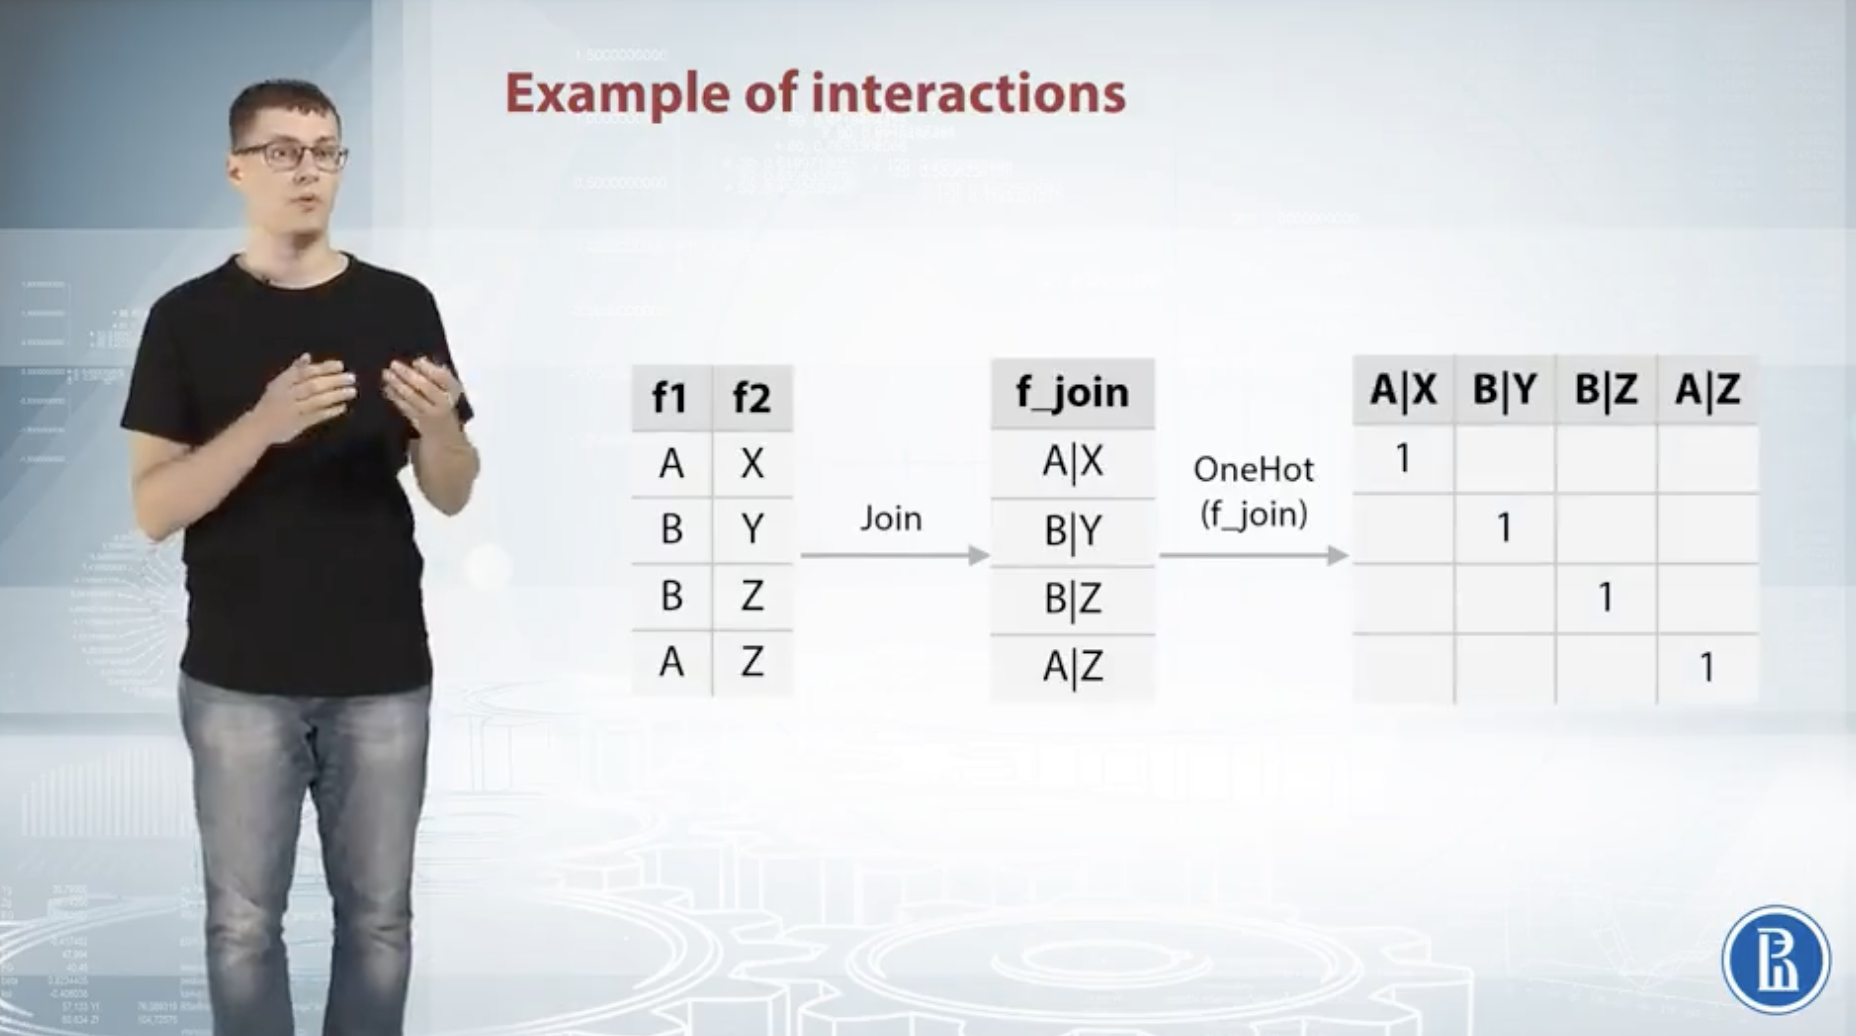 Example of interactions
f1 f2
A X
B Y
B Z
A Z
Join
f_join
A|X
B|Y
B|Z
A|Z
OneHot
(f_join)
A|X B|Y B|Z A|Z
1
1
1
1